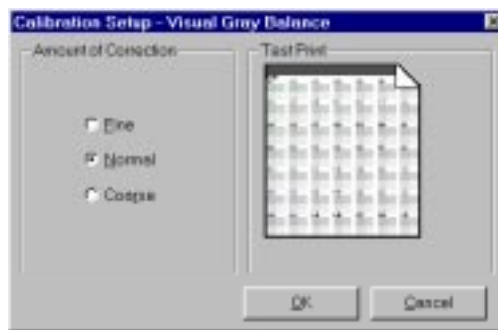 Calibration Setup - Visual Gray Balance
Amount of Correction
Test Print
Fine
Normal
Coarse
OK
Cancel